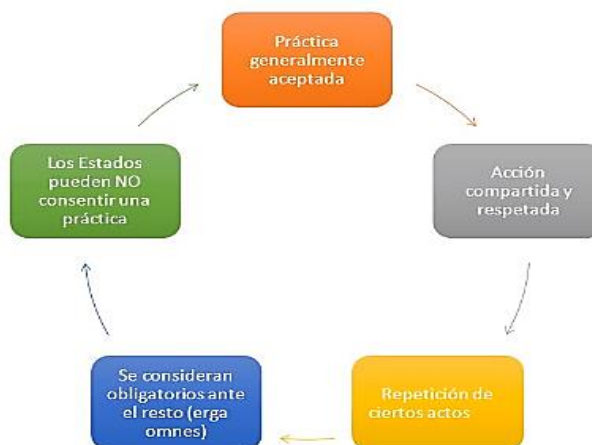 Práctica
generalmente
aceptada
Acción
compartida y
respetada
Repetición de
ciertos actos
Se consideran
obligatorios ante
el resto (erga
omnes)
Los Estados
pueden NO
consentir una
práctica